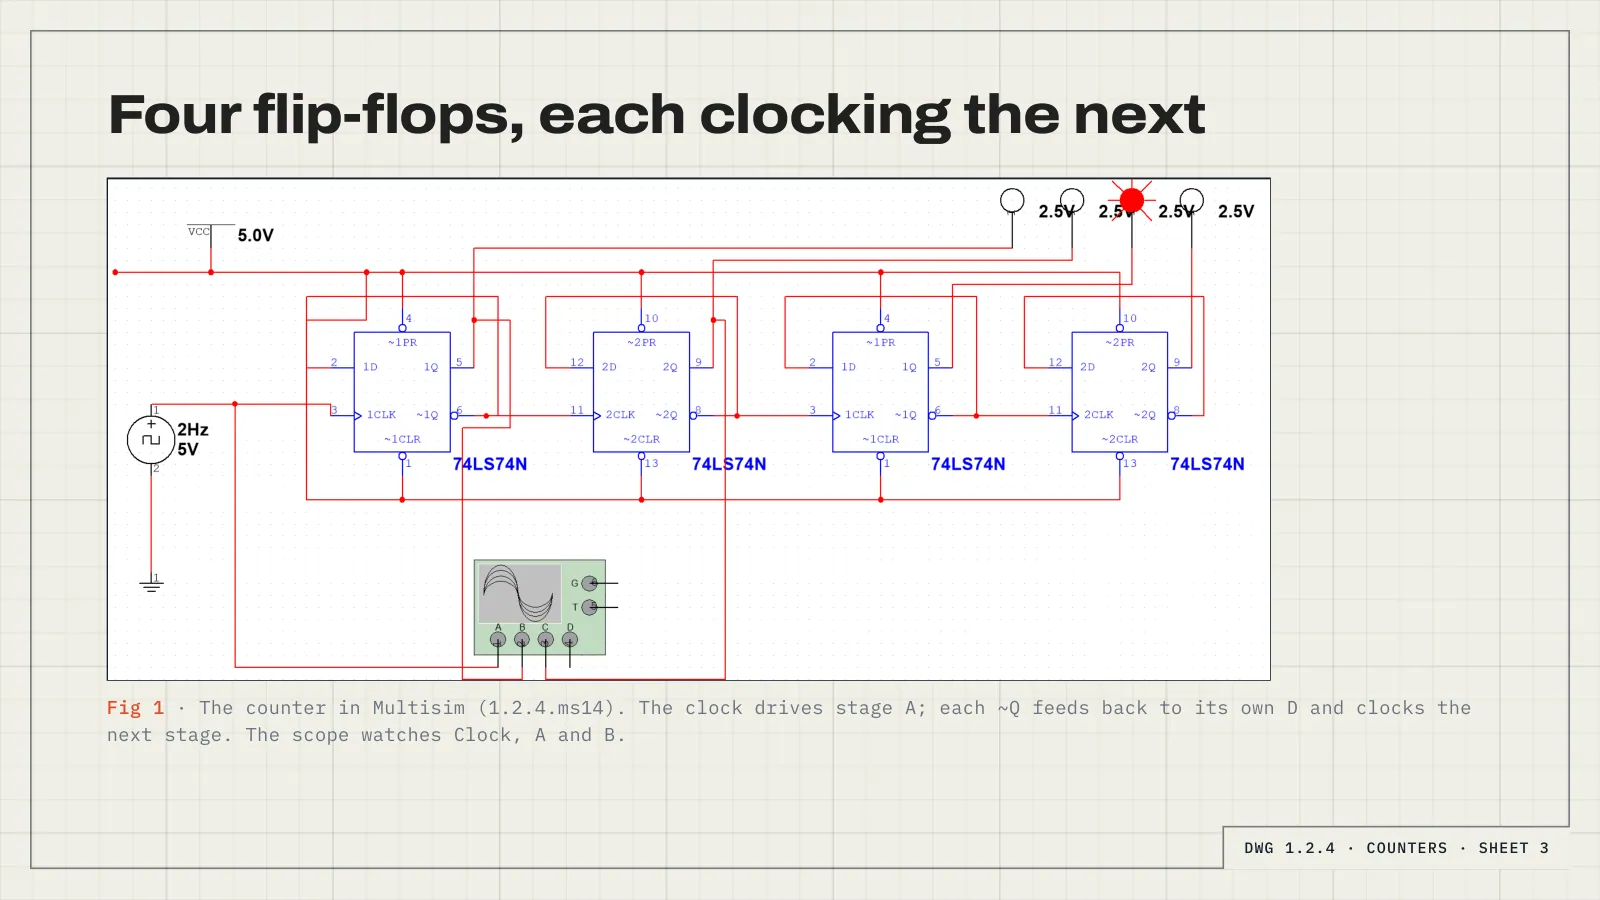 Four flip-flops, each clocking the next
2.5V 2.5V 2.5V 2.5V
VCC 5.0V
4 10 4 10
~1PR ~2PR ~1PR ~2PR
2 1D 1Q 5 12 2D 2Q 9 2 1D 1Q 5 12 2D 2Q 9
1 3 1CLK ~1Q 6 11 2CLK ~2Q 8 3 1CLK ~1Q 6 11 2CLK ~2Q 8
2Hz
5V
~1CLR ~2CLR ~1CLR ~2CLR
2 1 74LS74N 13 74LS74N 1 74LS74N 13 74LS74N
1
G
T
A B C D
Fig 1 · The counter in Multisim (1.2.4.ms14). The clock drives stage A; each ~Q feeds back to its own D and clocks the
next stage. The scope watches Clock, A and B.
DWG 1.2.4 · COUNTERS · SHEET 3